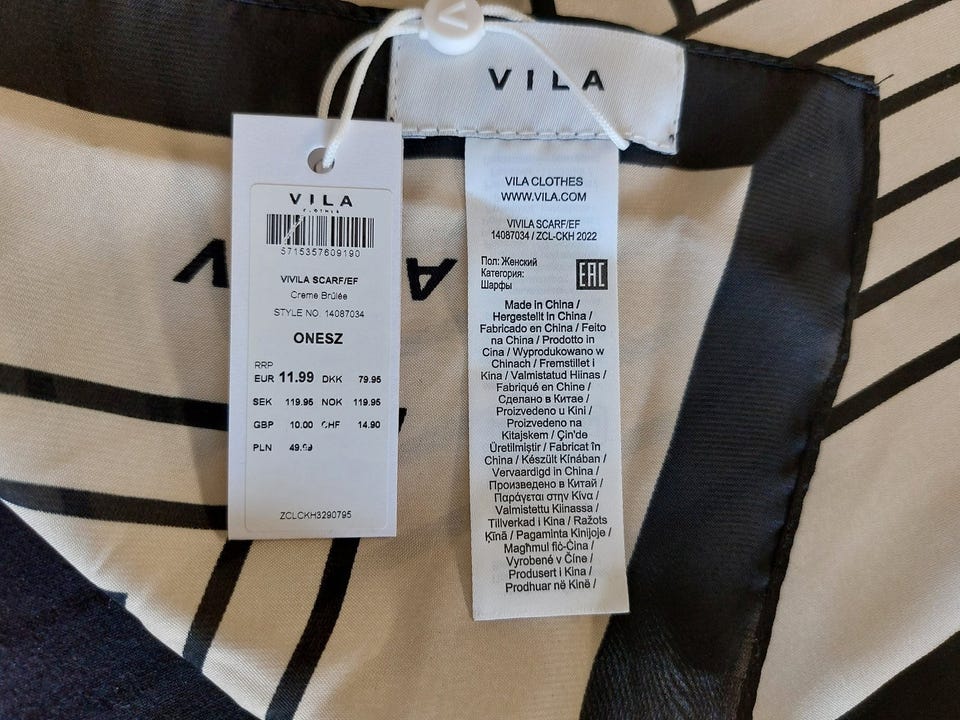 VILA
VILA
CLOTHES
5715357609190
VIVILA SCARF/EF
Creme Brûlée
STYLE NO. 14087034
ONESZ
RRP
EUR 11.99 DKK 79.95
SEK 119.95 NOK 119.95
GBP 10.00 CHF 14.90
PLN
ZCLCKH3290795
VILA CLOTHES
WWW.VILA.COM
VIVILA SCARF/EF
14087034 / ZCL-CKH 2022
Пол: Женский
Категория:
Шарфы
EAC
Made in China /
Hergestellt in China /
Fabricado en China / Feito
na China / Prodotto in
Cina / Wyprodukowano w
Chinach / Fremstillet i
Kina / Valmistatud Hiinas /
Fabriqué en Chine /
Сделано в Китае /
Proizvedeno u Kini /
Proizvedeno na
Kitajskem / Çin'de
Üretilmiştir / Fabricat în
China / Készült Kínában /
Vervaardigd in China /
Произведено в Китай /
Παράγεται στην Κίνα /
Valmistettu Kiinassa /
Tillverkad i Kina / Ražots
Ķīnā / Pagaminta Kinijoje /
Magħmul fiċ-Ċina /
Vyrobené v Číne /
Produsert i Kina /
Prodhuar në Kinë /